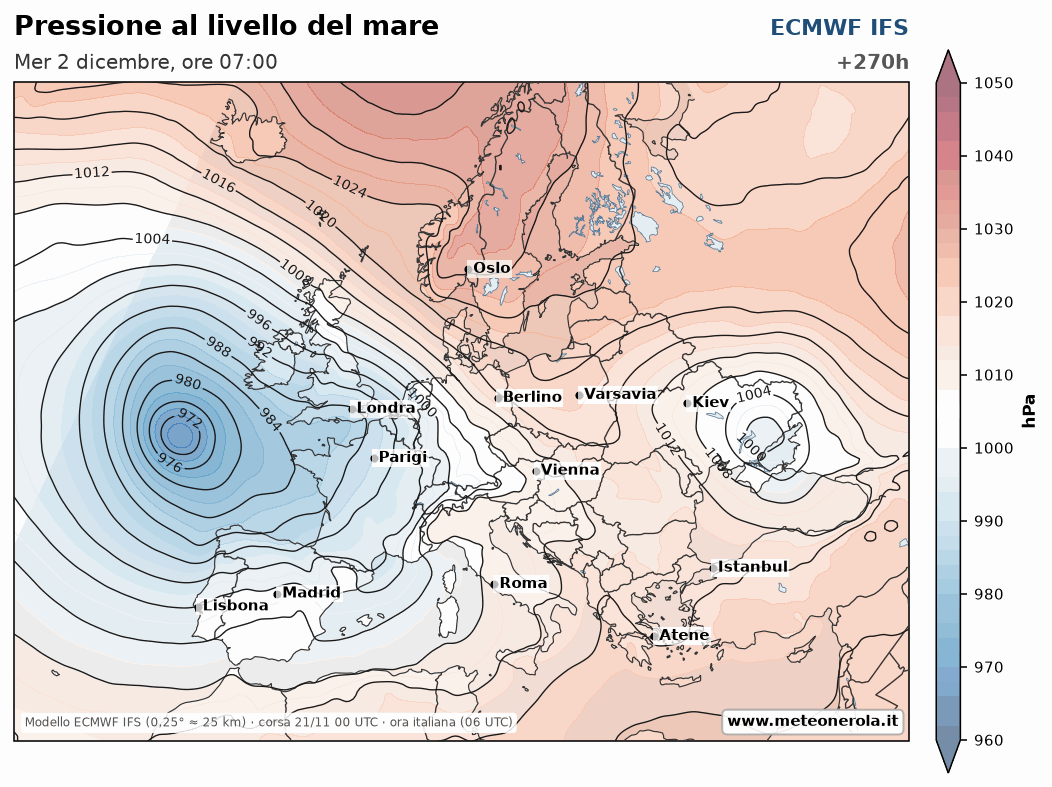 Pressione al livello del mare
ECMWF IFS
Mer 2 dicembre, ore 07:00
+270h
1012
1016
1024
1020
1004
1008
996
992
988
980
984
972
976
1000
1004
1000
1008
Oslo
Berlino
Varsavia
Kiev
Londra
Parigi
Vienna
Istanbul
Roma
Madrid
Lisbona
Atene
Modello ECMWF IFS (0,25° ≈ 25 km) · corsa 21/11 00 UTC · ora italiana (06 UTC)
www.meteonerola.it
1050
1040
1030
1020
1010
1000
990
980
970
960
hPa